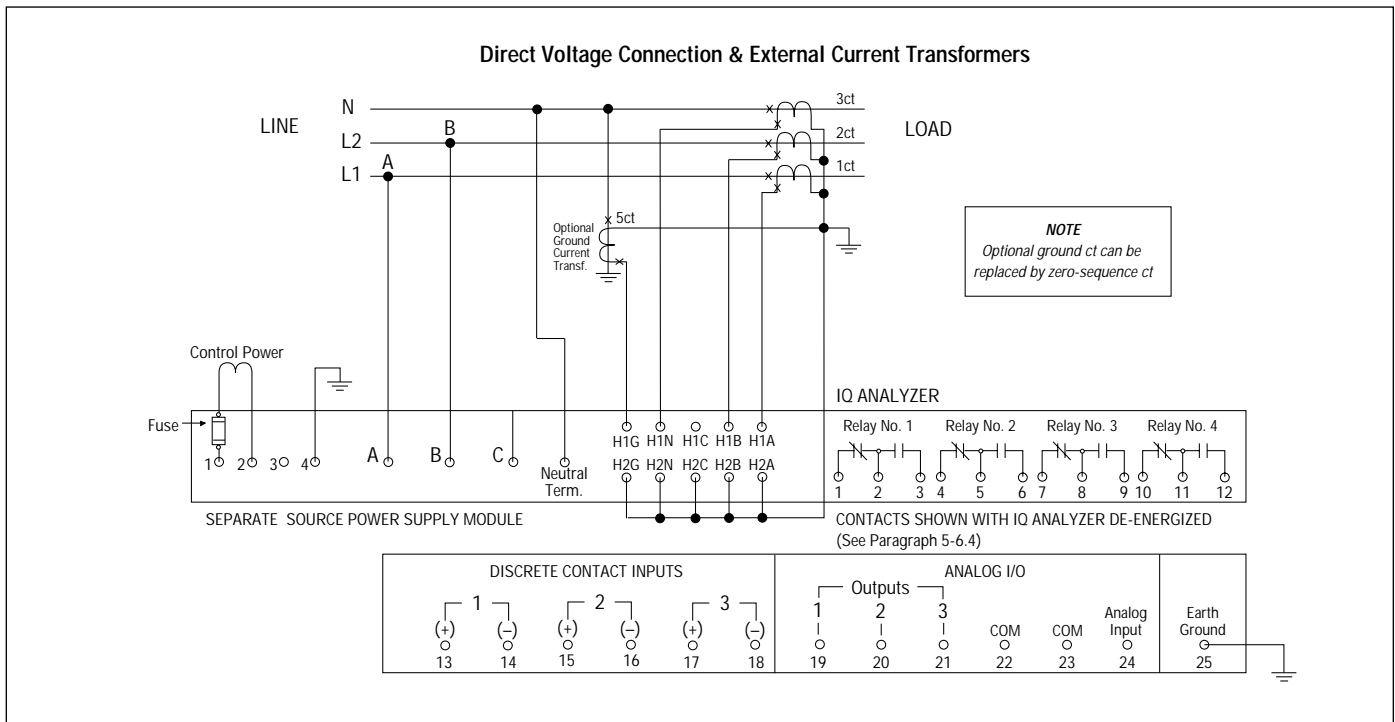 Direct Voltage Connection & External Current Transformers
N
3ct
LINE
B
LOAD
L2
2ct
A
L1
1ct
5ct
Optional
Ground
Current
Transf.
NOTE
Optional ground ct can be
replaced by zero-sequence ct
Control Power
IQ ANALYZER
Fuse
Relay No. 1 Relay No. 2 Relay No. 3 Relay No. 4
H1G H1N H1C H1B H1A
1 2 3 4 A B C
Neutral
Term.
H2G H2N H2C H2B H2A
1 2 3 4 5 6 7 8 9 10 11 12
SEPARATE SOURCE POWER SUPPLY MODULE
CONTACTS SHOWN WITH IQ ANALYZER DE-ENERGIZED
(See Paragraph 5-6.4)
DISCRETE CONTACT INPUTS
1 2 3
(+) (–) (+) (–) (+) (–)
13 14 15 16 17 18
ANALOG I/O
Outputs
1 2 3
COM COM
Analog
Input
19 20 21 22 23 24
Earth
Ground
25